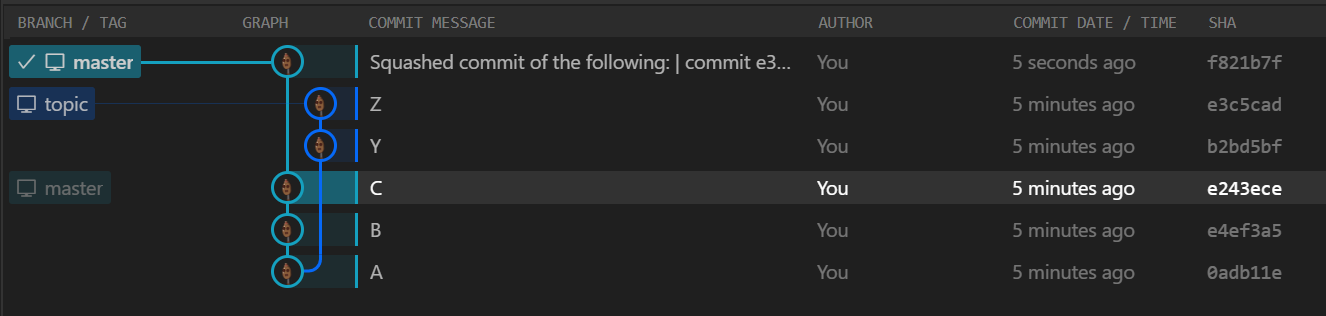 BRANCH / TAG GRAPH COMMIT MESSAGE AUTHOR COMMIT DATE / TIME SHA
master Squashed commit of the following: | commit e3... You 5 seconds ago f821b7f
topic Z You 5 minutes ago e3c5cad
Y You 5 minutes ago b2bd5bf
master C You 5 minutes ago e243ece
B You 5 minutes ago e4ef3a5
A You 5 minutes ago 0adb11e